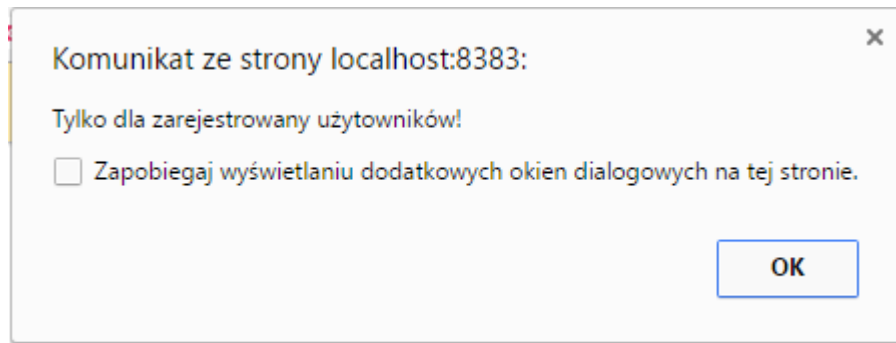 Komunikat ze strony localhost:8383:
Tylko dla zarejestrowany użytowników!
Zapobiegaj wyświetlaniu dodatkowych okien dialogowych na tej stronie.
OK